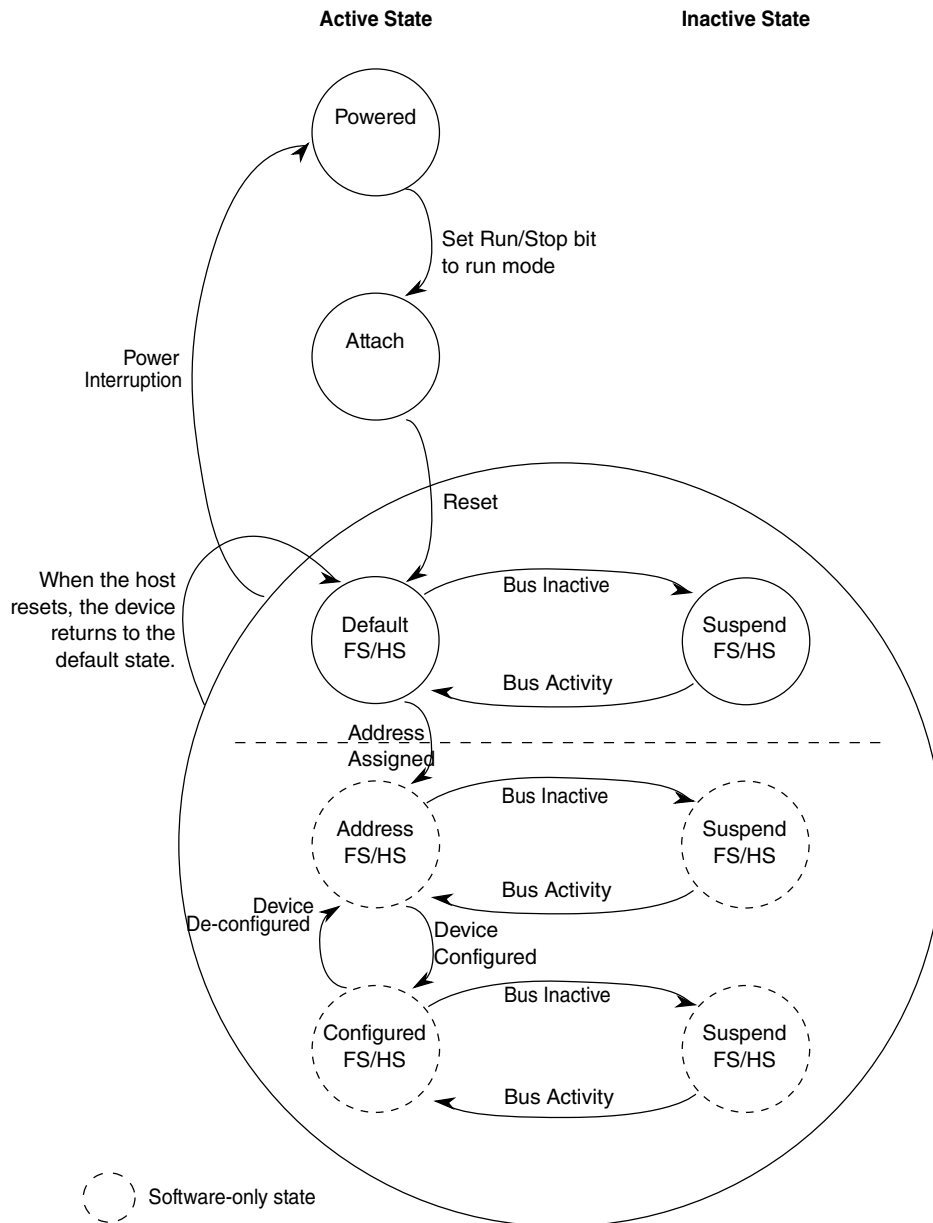 Active State
Inactive State
Powered
Set Run/Stop bit
to run mode
Attach
Power
Interruption
Reset
When the host
resets, the device
returns to the
default state.
Default
FS/HS
Bus Inactive
Suspend
FS/HS
Bus Activity
Address
Assigned
Address
FS/HS
Bus Inactive
Suspend
FS/HS
Bus Activity
Device
De-configured
Device
Configured
Configured
FS/HS
Bus Inactive
Suspend
FS/HS
Bus Activity
Software-only state